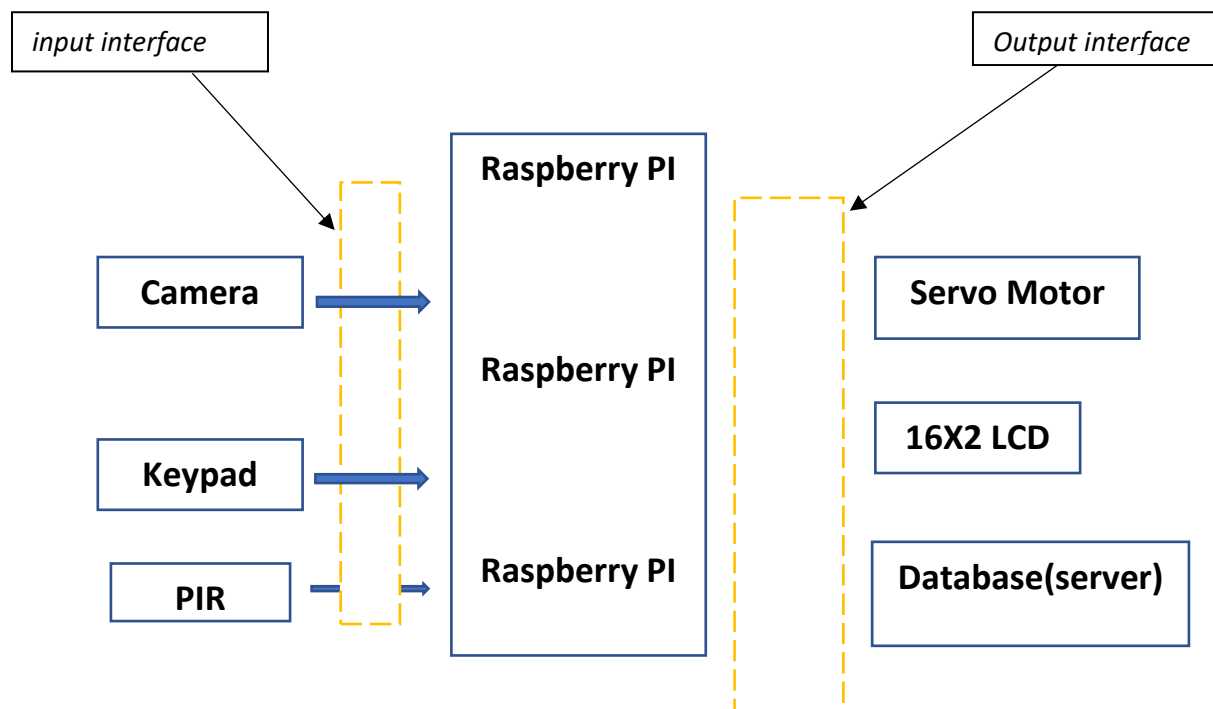 input interface
Output interface
Raspberry PI
Camera
Servo Motor
Raspberry PI
16X2 LCD
Keypad
Raspberry PI
Database(server)
PIR